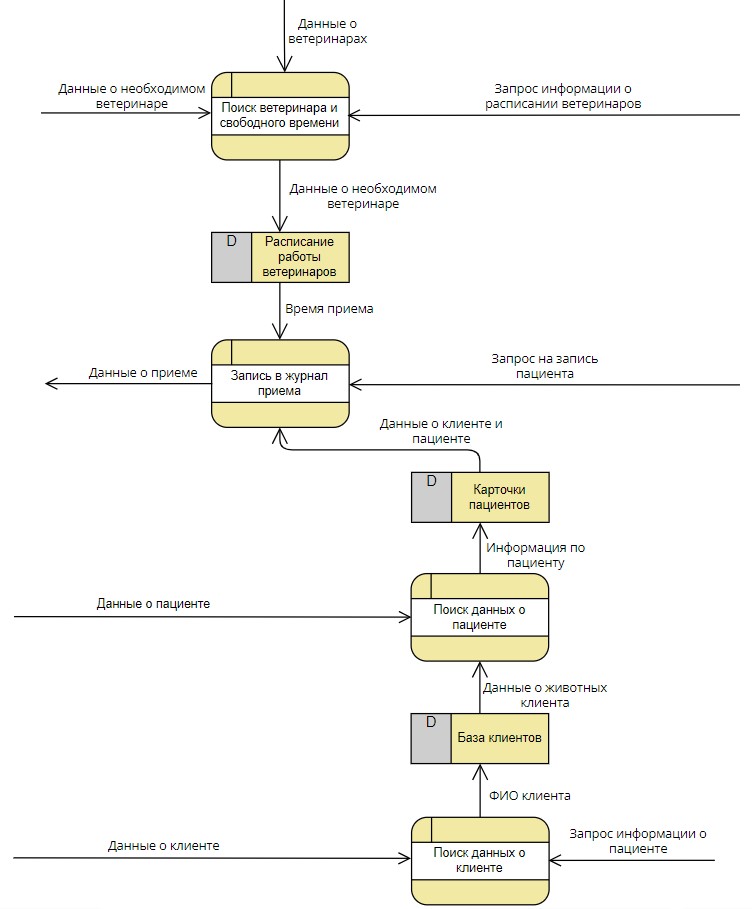 Данные о
ветеринарах
Данные о необходимом
ветеринаре
Запрос информации о
расписании ветеринаров
Поиск ветеринара и
свободного времени
Данные о необходимом
ветеринаре
D
Расписание
работы
ветеринаров
Время приема
Данные о приеме
Запись в журнал
приема
Запрос на запись
пациента
Данные о клиенте и
пациенте
D
Карточки
пациентов
Информация по
пациенту
Данные о пациенте
Поиск данных о
пациенте
Данные о животных
клиента
D
База клиентов
ФИО клиента
Данные о клиенте
Поиск данных о
клиенте
Запрос информации о
пациенте